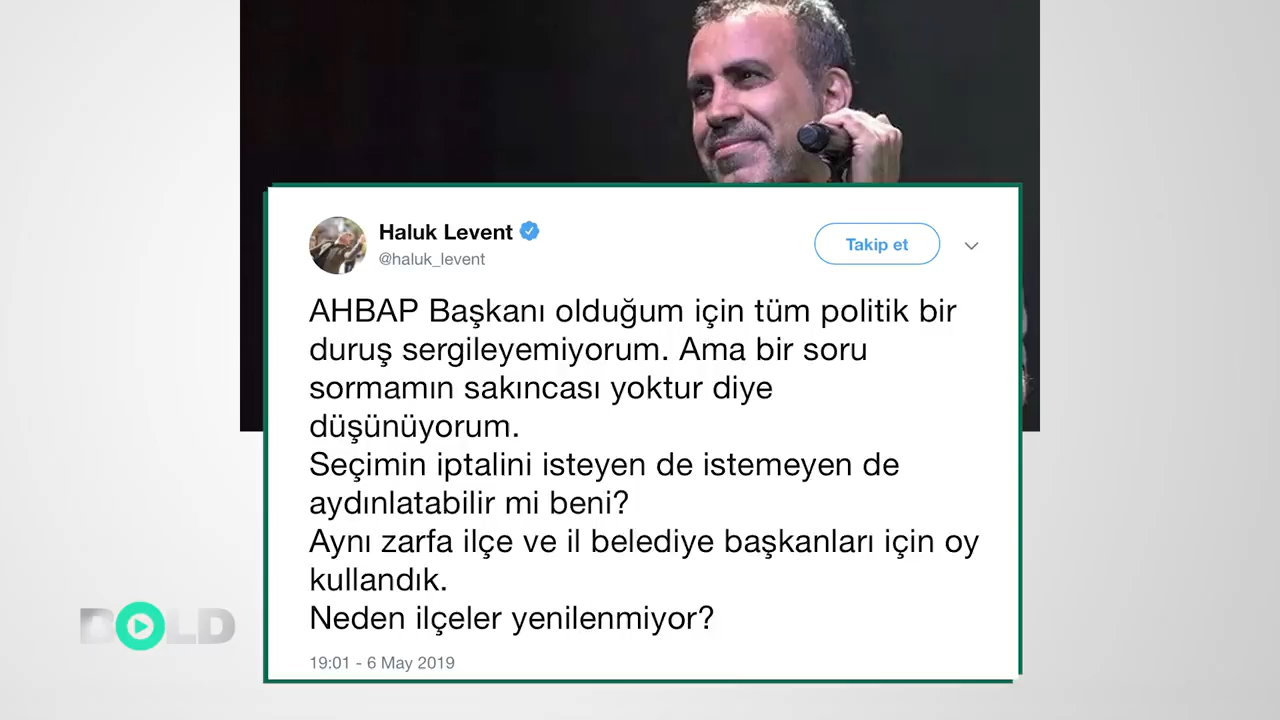 Haluk Levent
@haluk_levent
Takip et
AHBAP Başkanı olduğum için tüm politik bir
duruş sergileyemiyorum. Ama bir soru
sormamın sakıncası yoktur diye
düşünüyorum.
Seçimin iptalini isteyen de istemeyen de
aydınlatabilir mi beni?
Aynı zarfa ilçe ve il belediye başkanları için oy
kullandık.
Neden ilçeler yenilenmiyor?
19:01 - 6 May 2019
BOLD